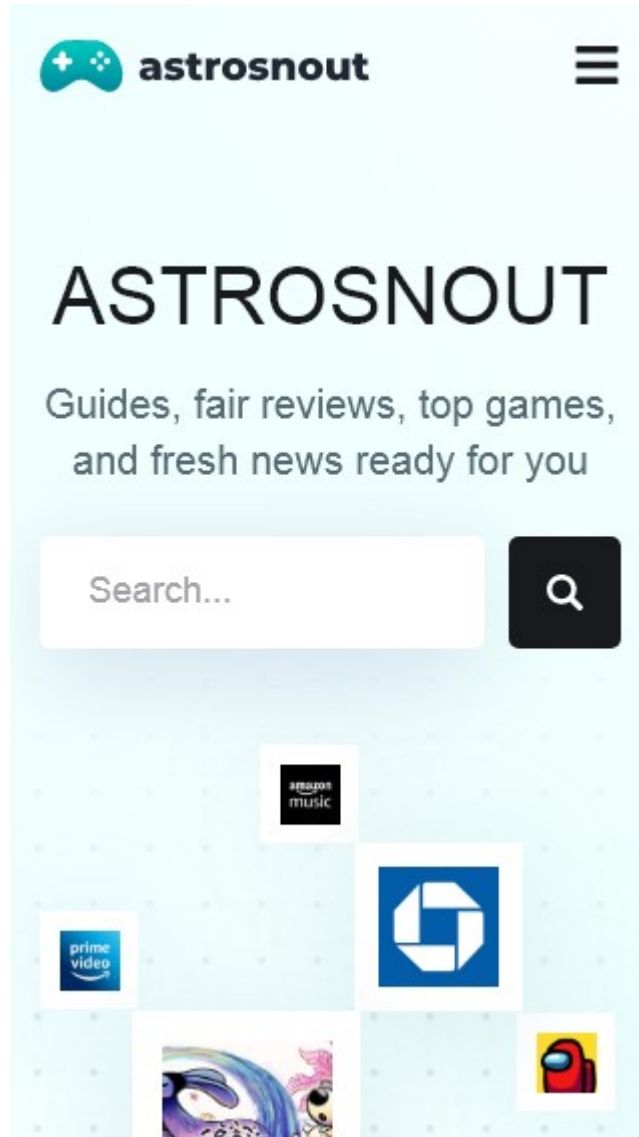 astrosnout
ASTROSNOUT
Guides, fair reviews, top games,
and fresh news ready for you
Search...
amazon
music
prime
video